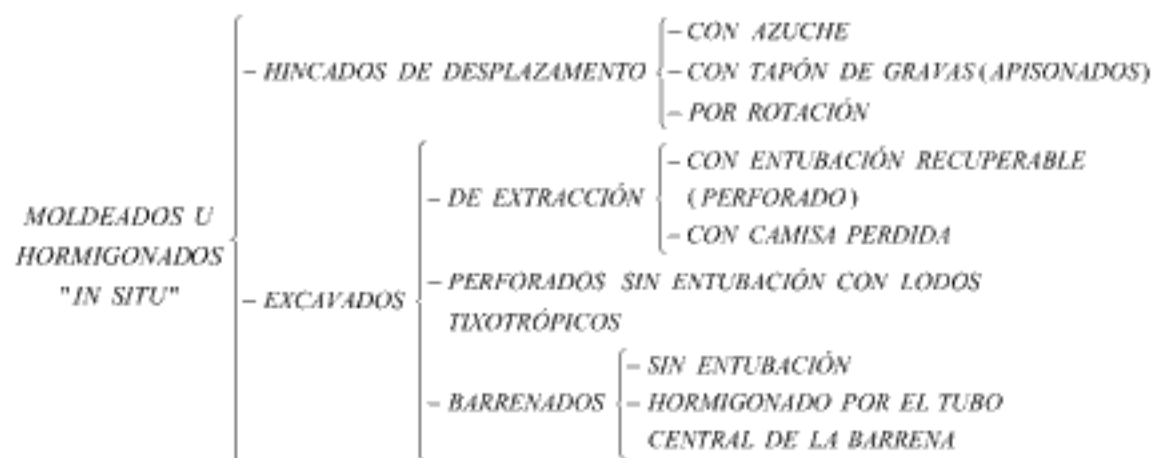 MOLDEADOS U
HORMIGONADOS
"IN SITU"
- HINCADOS DE DESPLAZAMENTO
- CON AZUCHE
- CON TAPÓN DE GRAVAS (APISONADOS)
- POR ROTACIÓN
- EXCAVADOS
- DE EXTRACCIÓN
- CON ENTUBACIÓN RECUPERABLE
(PERFORADO)
- CON CAMISA PERDIDA
- PERFORADOS SIN ENTUBACIÓN CON LODOS
TIXOTRÓPICOS
- BARRENADOS
- SIN ENTUBACIÓN
- HORMIGONADO POR EL TUBO
CENTRAL DE LA BARRENA